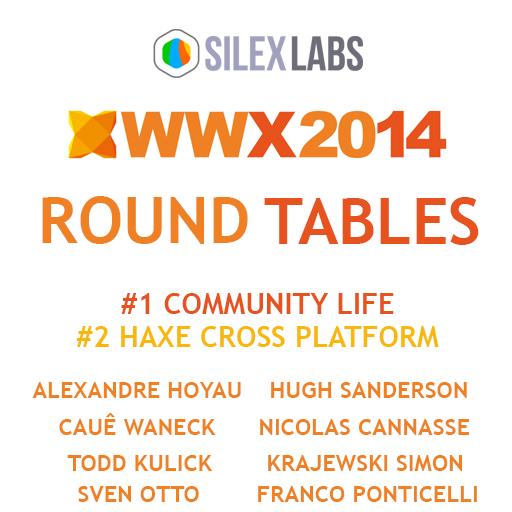 SILEX LABS
WWX2014
ROUND TABLES
#1 COMMUNITY LIFE
#2 HAXE CROSS PLATFORM
ALEXANDRE HOYAU HUGH SANDERSON
CAUÊ WANECK NICOLAS CANNASSE
TODD KULICK KRAJEWSKI SIMON
SVEN OTTO FRANCO PONTICELLI